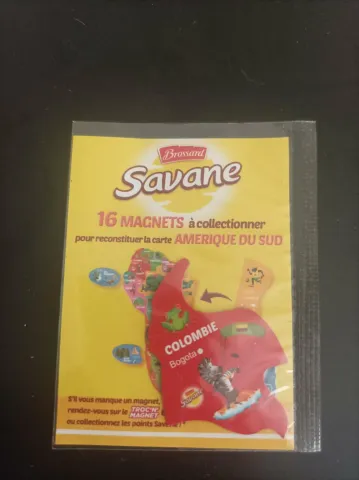 Brossard
Savane
16 MAGNETS à collectionner
pour reconstituer la carte AMERIQUE DU SUD
COLOMBIE
Bogota
S'il vous manque un magnet,
rendez-vous sur le TROC'N MAGNET
ou collectionnez les points Savane